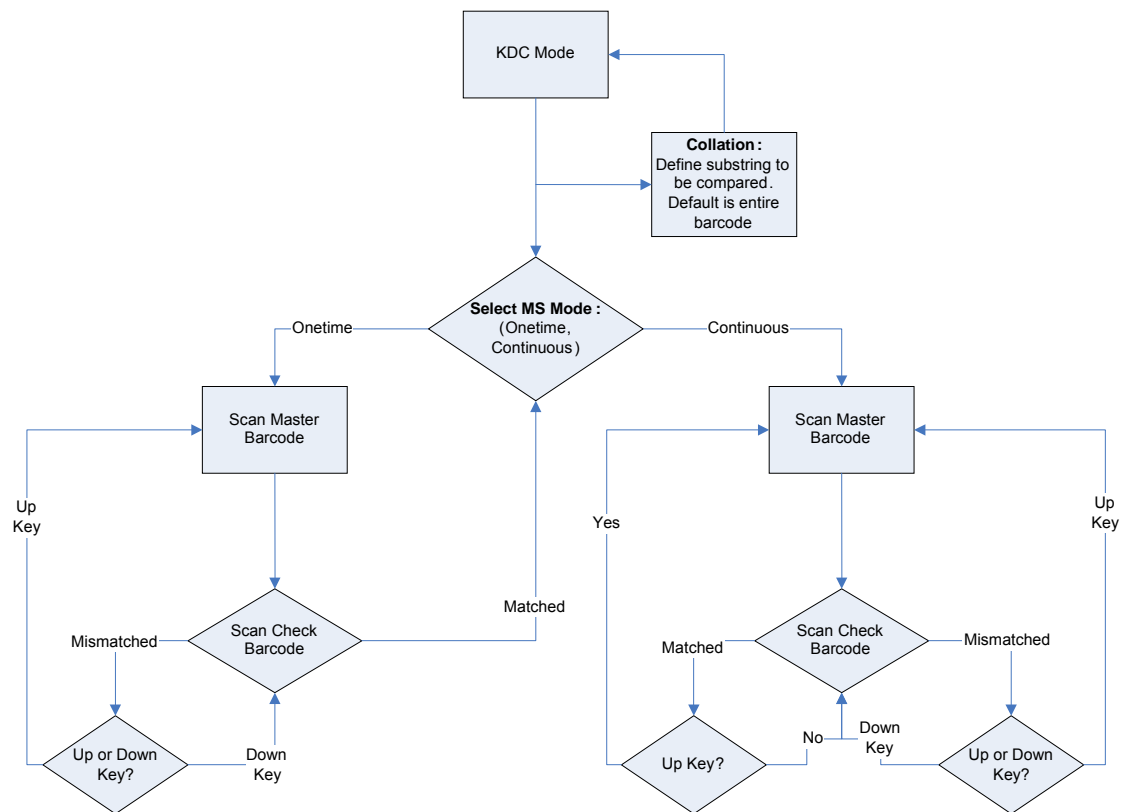 KDC Mode
Collation :
Define substring to
be compared.
Default is entire
barcode
Select MS Mode :
(Onetime,
Continuous)
Onetime
Continuous
Scan Master
Barcode
Scan Master
Barcode
Up
Key
Yes
Up
Key
Matched
Scan Check
Barcode
Mismatched
Scan Check
Barcode
Matched
Mismatched
Up or Down
Key?
Down
Key
Up Key?
No
Down
Key
Up or Down
Key?